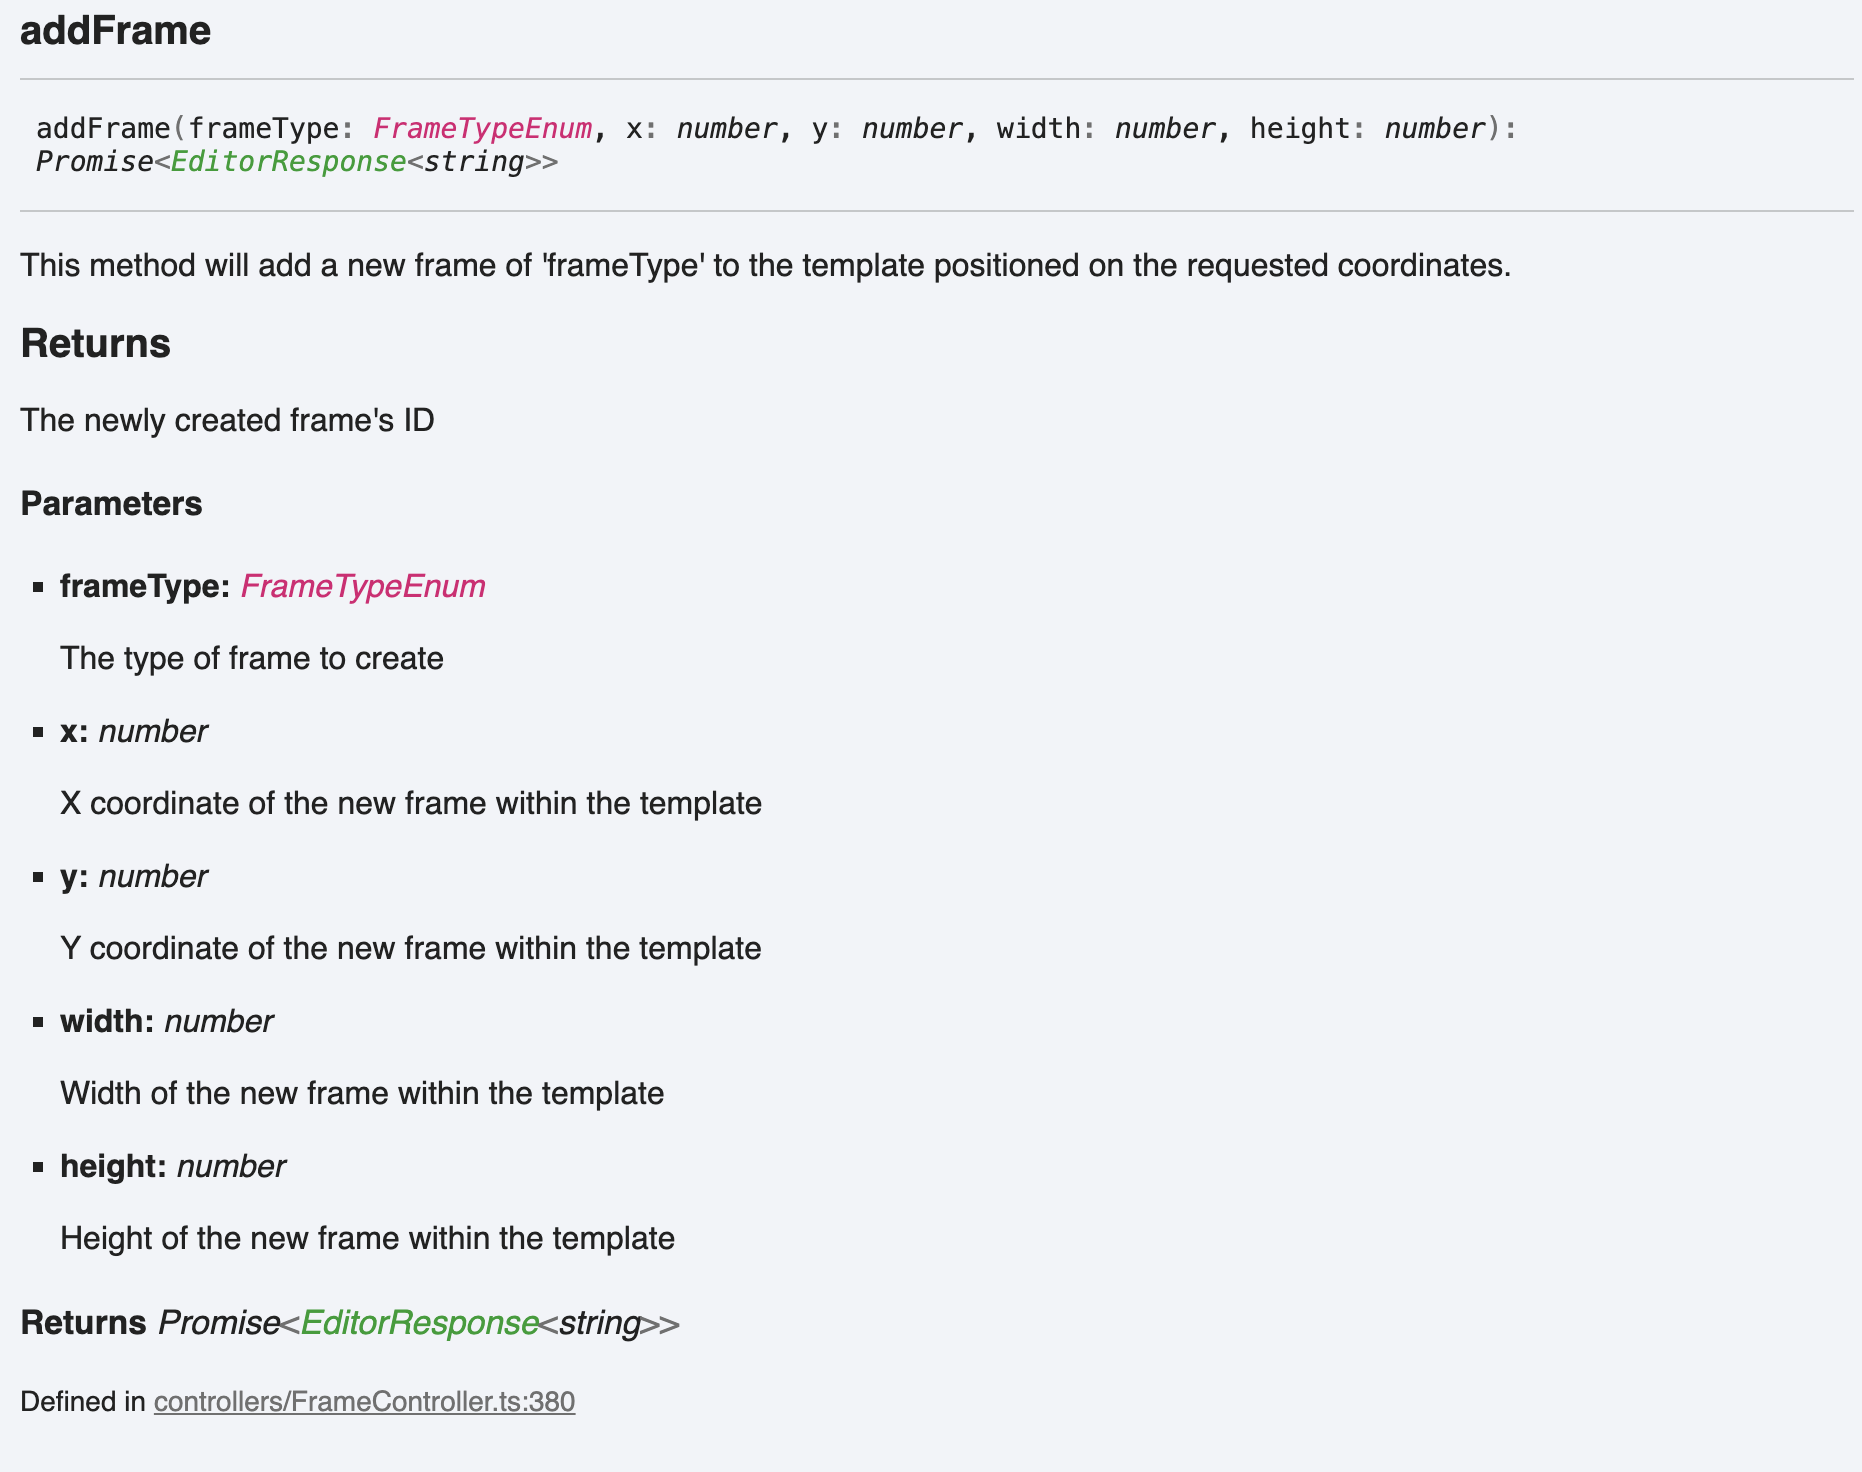 addFrame
addFrame(frameType: FrameTypeEnum, x: number, y: number, width: number, height: number):
Promise<EditorResponse<string>>
This method will add a new frame of 'frameType' to the template positioned on the requested coordinates.
Returns
The newly created frame's ID
Parameters
▪ frameType: FrameTypeEnum
The type of frame to create
▪ x: number
X coordinate of the new frame within the template
▪ y: number
Y coordinate of the new frame within the template
▪ width: number
Width of the new frame within the template
▪ height: number
Height of the new frame within the template
Returns Promise<EditorResponse<string>>
Defined in controllers/FrameController.ts:380